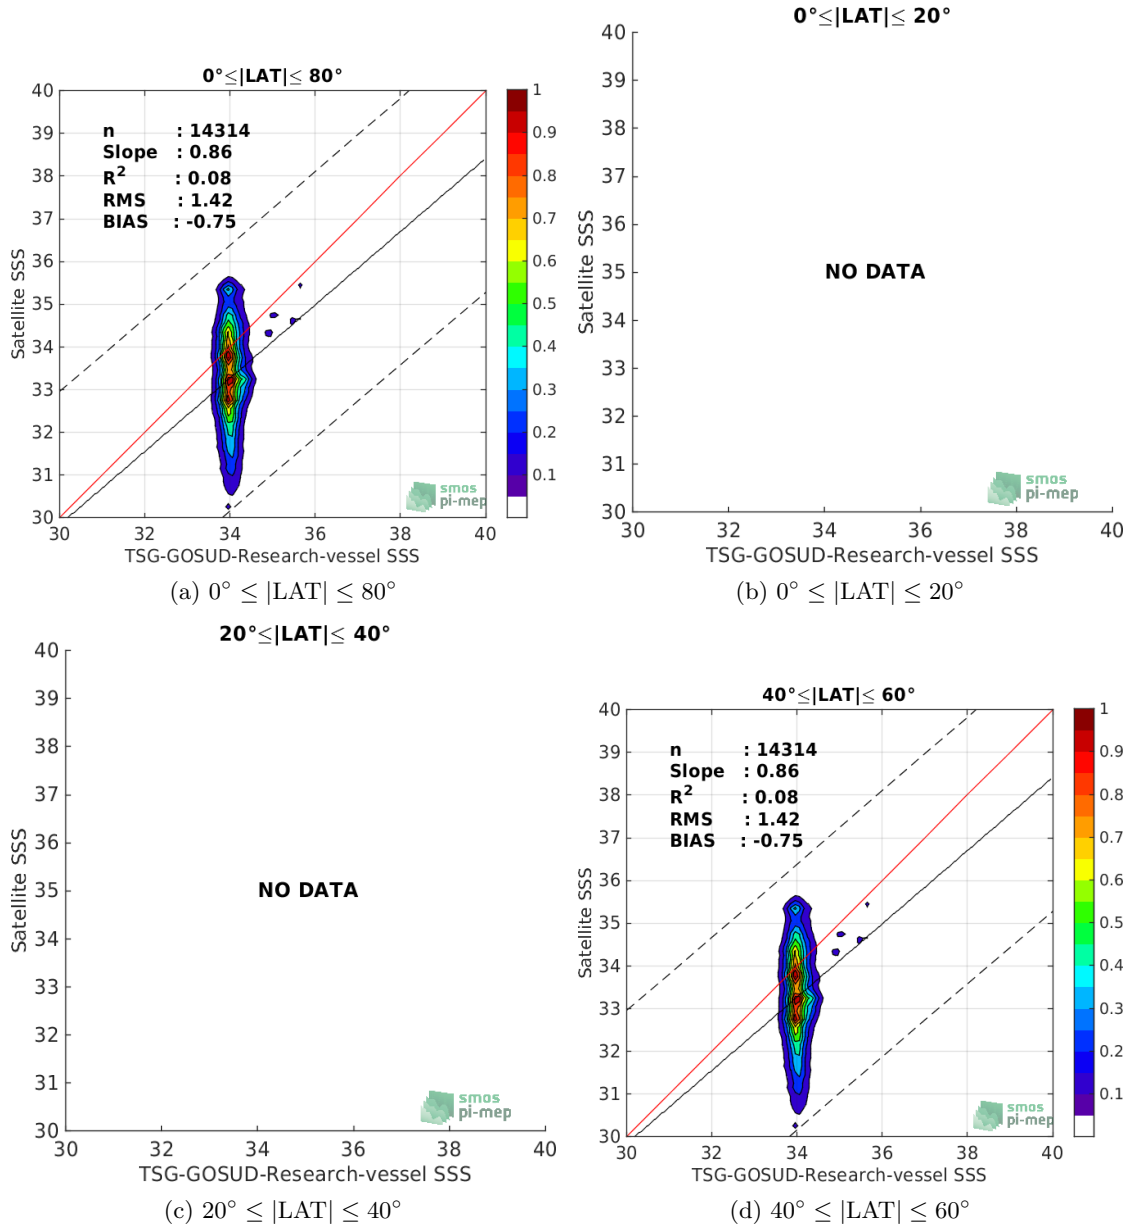 0°≤|LAT|≤ 80°
40
39
38
37
36
35
34
33
32
31
30
Satellite SSS
n : 14314
Slope : 0.86
R² : 0.08
RMS : 1.42
BIAS : -0.75
smos
pi-mep
30 32 34 36 38 40
TSG-GOSUD-Research-vessel SSS
1
0.9
0.8
0.7
0.6
0.5
0.4
0.3
0.2
0.1
(a) 0° ≤ |LAT| ≤ 80°
0°≤|LAT|≤ 20°
40
39
38
37
36
35
34
33
32
31
30
Satellite SSS
NO DATA
smos
pi-mep
30 32 34 36 38 40
TSG-GOSUD-Research-vessel SSS
(b) 0° ≤ |LAT| ≤ 20°
20°≤|LAT|≤ 40°
40
39
38
37
36
35
34
33
32
31
30
Satellite SSS
NO DATA
smos
pi-mep
30 32 34 36 38 40
TSG-GOSUD-Research-vessel SSS
(c) 20° ≤ |LAT| ≤ 40°
40°≤|LAT|≤ 60°
40
39
38
37
36
35
34
33
32
31
30
Satellite SSS
n : 14314
Slope : 0.86
R² : 0.08
RMS : 1.42
BIAS : -0.75
smos
pi-mep
30 32 34 36 38 40
TSG-GOSUD-Research-vessel SSS
1
0.9
0.8
0.7
0.6
0.5
0.4
0.3
0.2
0.1
(d) 40° ≤ |LAT| ≤ 60°